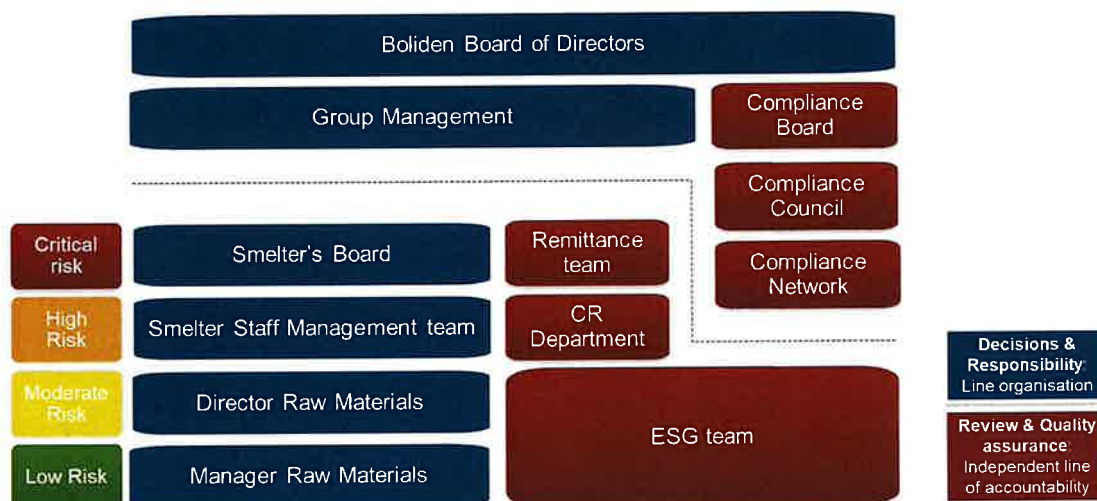 Boliden Board of Directors
Group Management
Compliance
Board
Compliance
Council
Compliance
Network
Critical
risk
Smelter's Board
Remittance
team
High
Risk
Smelter Staff Management team
CR
Department
Moderate
Risk
Director Raw Materials
ESG team
Low Risk
Manager Raw Materials
Decisions &
Responsibility:
Line organisation
Review & Quality
assurance:
Independent line
of accountability